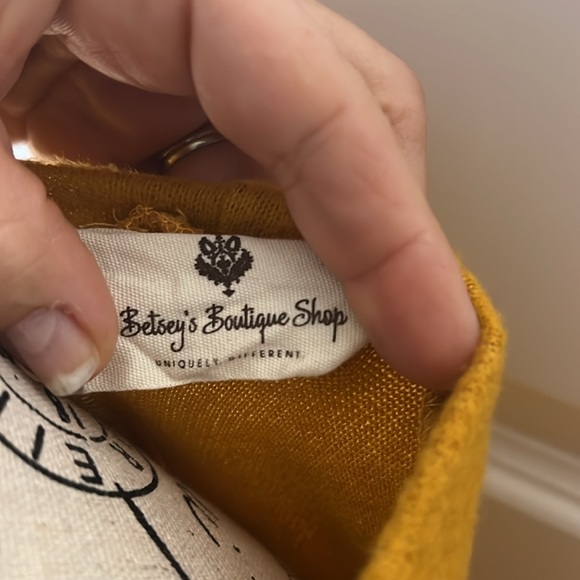 Betsey's Boutique Shop
UNIQUELY DIFFERENT